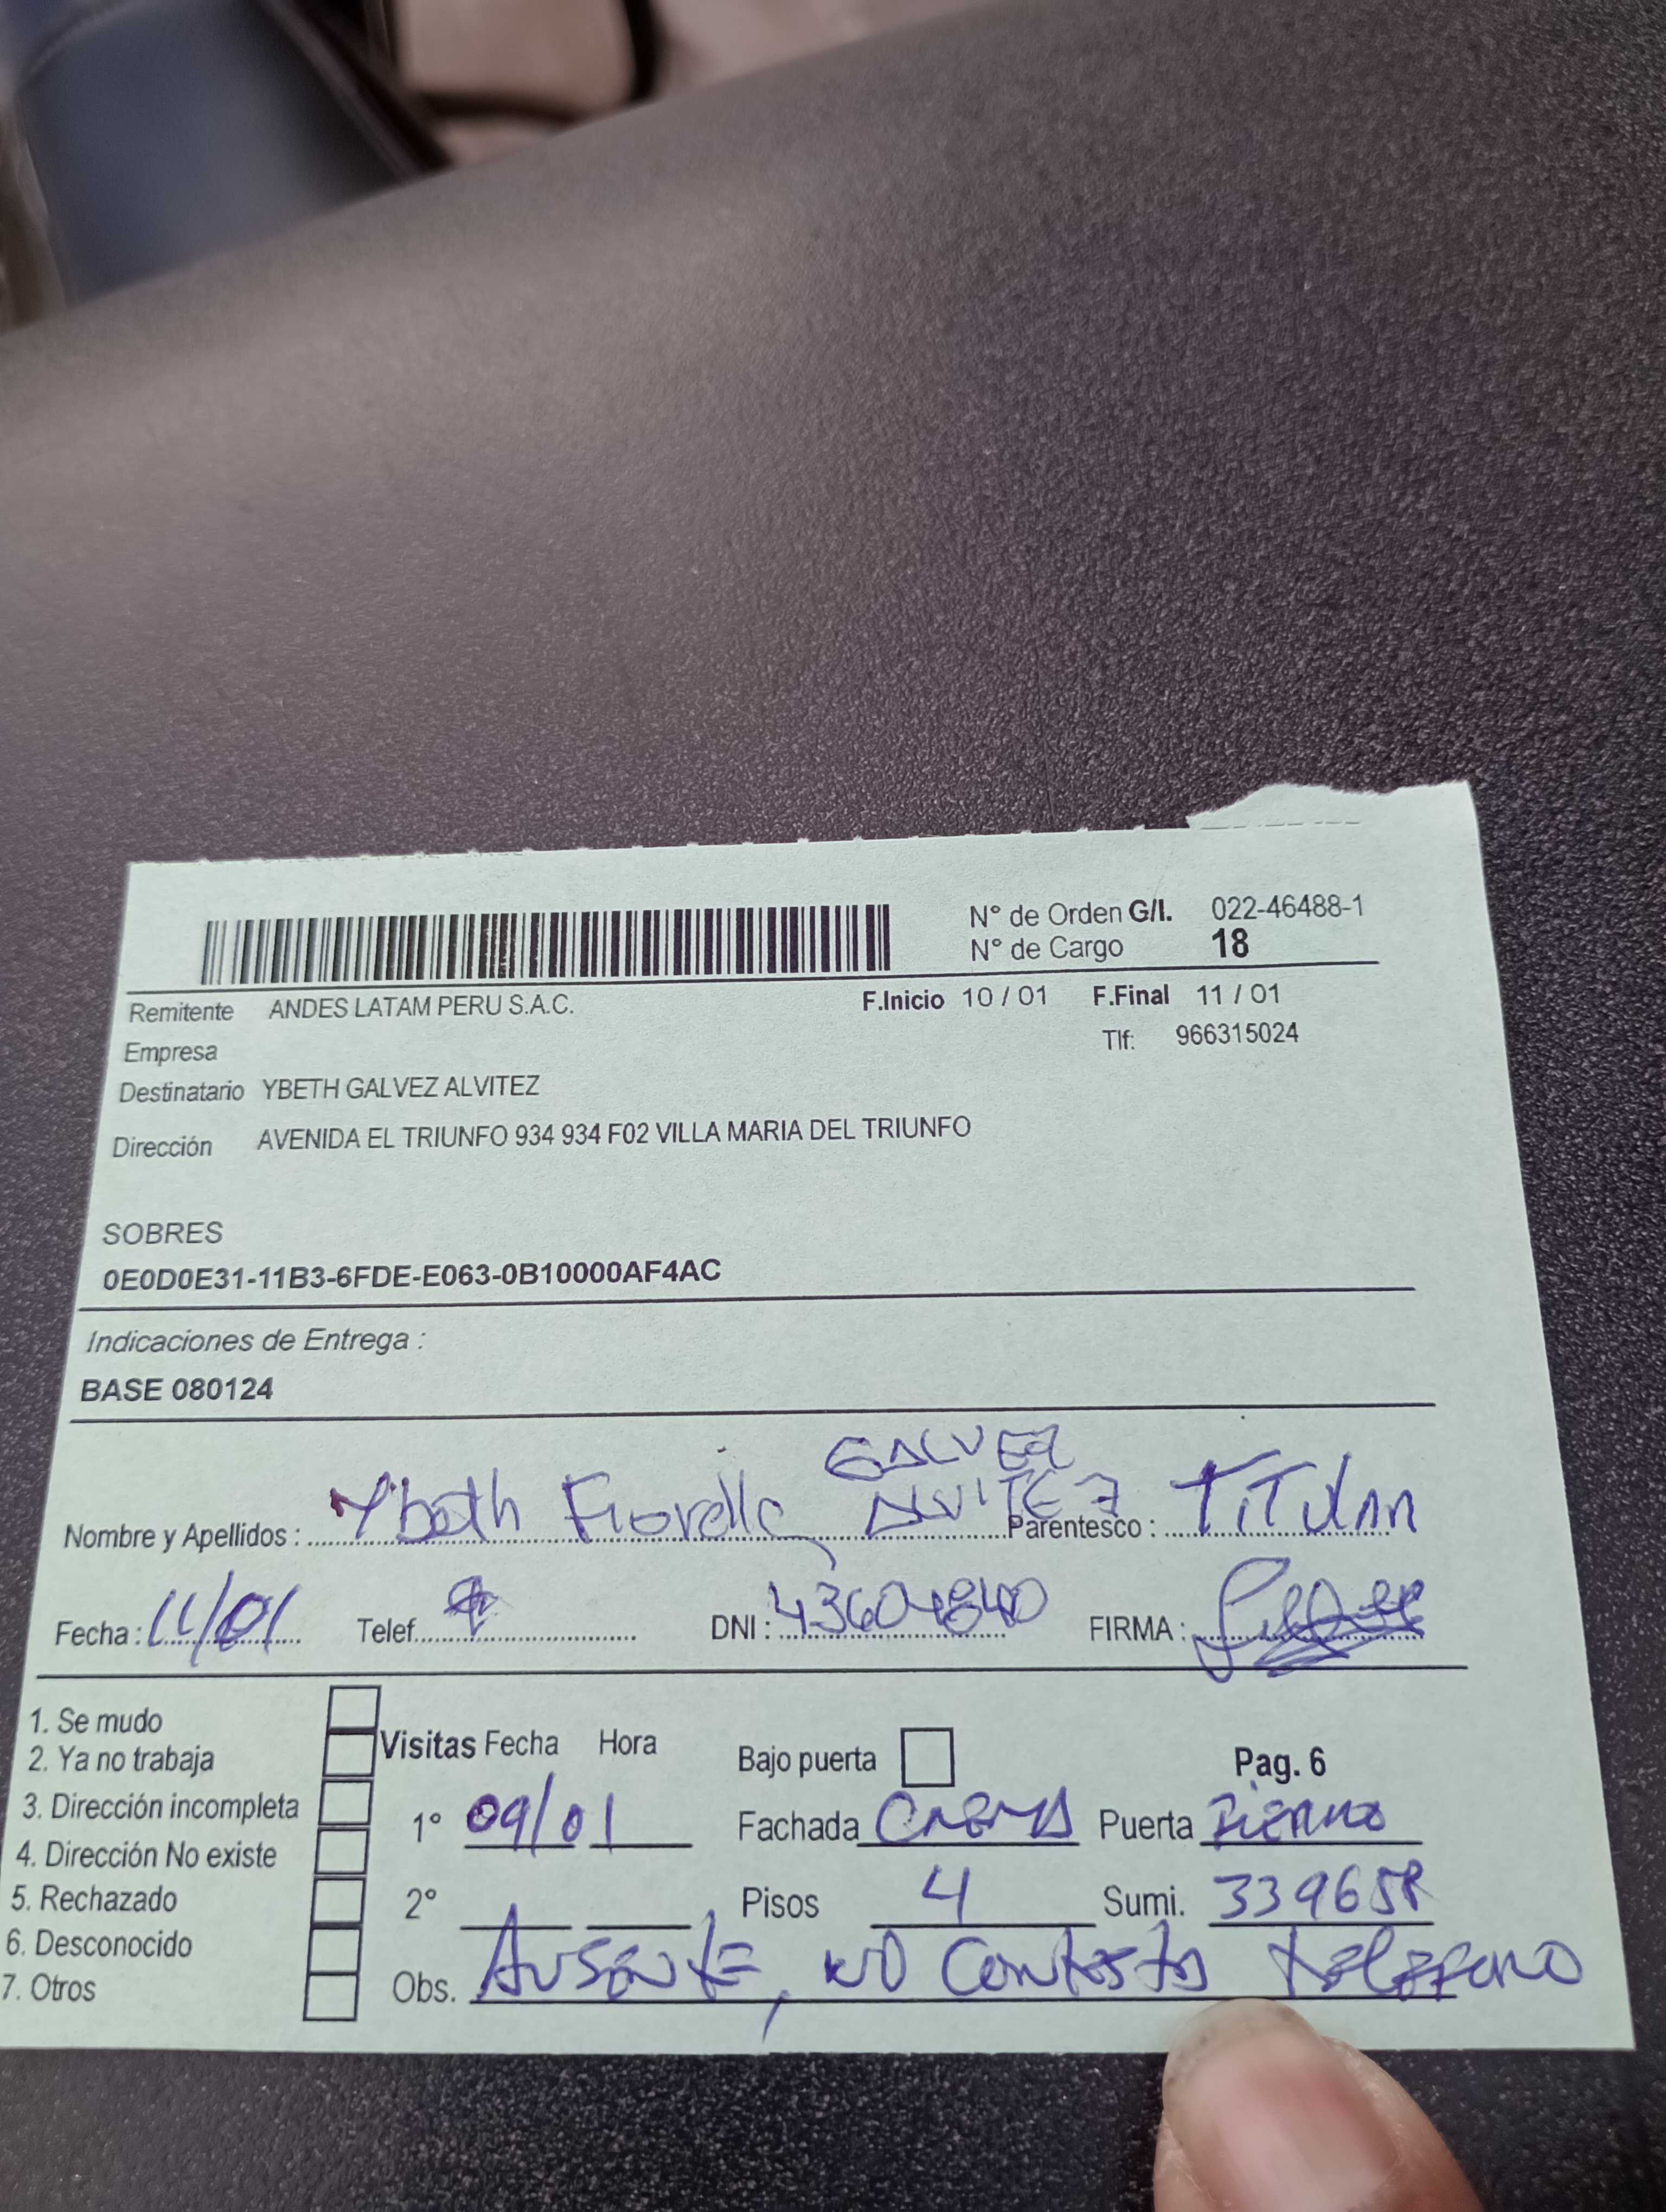 N° de Orden G/I. 022-46488-1
N° de Cargo 18
Remitente ANDES LATAM PERU S.A.C. F.Inicio 10 / 01 F.Final 11 / 01
Empresa Tlf: 966315024
Destinatario YBETH GALVEZ ALVITEZ
Dirección AVENIDA EL TRIUNFO 934 934 F02 VILLA MARIA DEL TRIUNFO
SOBRES
0E0D0E31-11B3-6FDE-E063-0B10000AF4AC
Indicaciones de Entrega :
BASE 080124
GALVEZ
Nombre y Apellidos : Ybeth Fiorella ALVITEZ Parentesco : TiTular
Fecha : 11/01 Telef. DNI : 43604840 FIRMA :
1. Se mudo
2. Ya no trabaja Visitas Fecha Hora Bajo puerta Pag. 6
3. Dirección incompleta 1° 09/01 Fachada CREMA Puerta FIERRO
4. Dirección No existe
5. Rechazado 2° Pisos 4 Sumi.
6. Desconocido
7. Otros Obs. Ausente, no contesta telefono